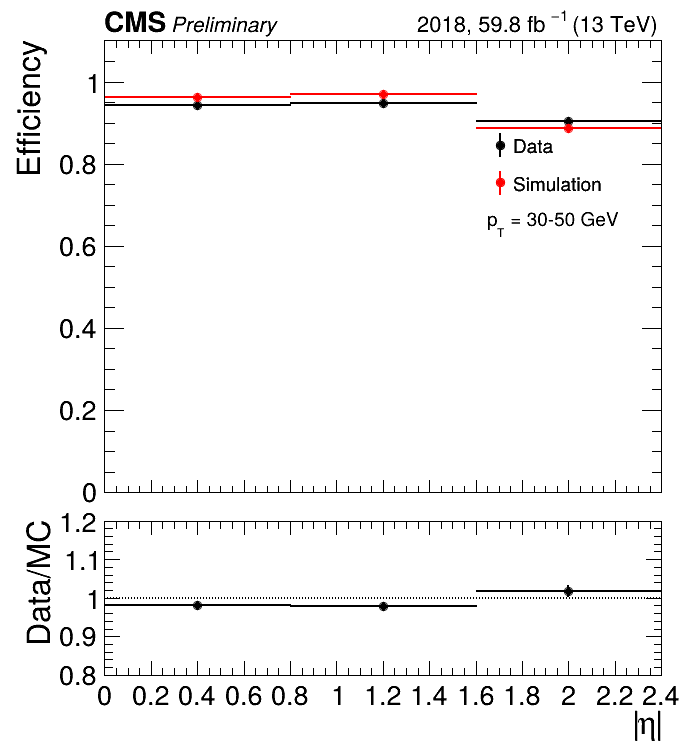 CMS Preliminary 2018, 59.8 fb⁻¹ (13 TeV)
Efficiency
1
0.8
0.6
0.4
0.2
0
Data
Simulation
p_T = 30-50 GeV
Data/MC
1.2
1.1
1
0.9
0.8
0 0.2 0.4 0.6 0.8 1 1.2 1.4 1.6 1.8 2 2.2 2.4
|η|